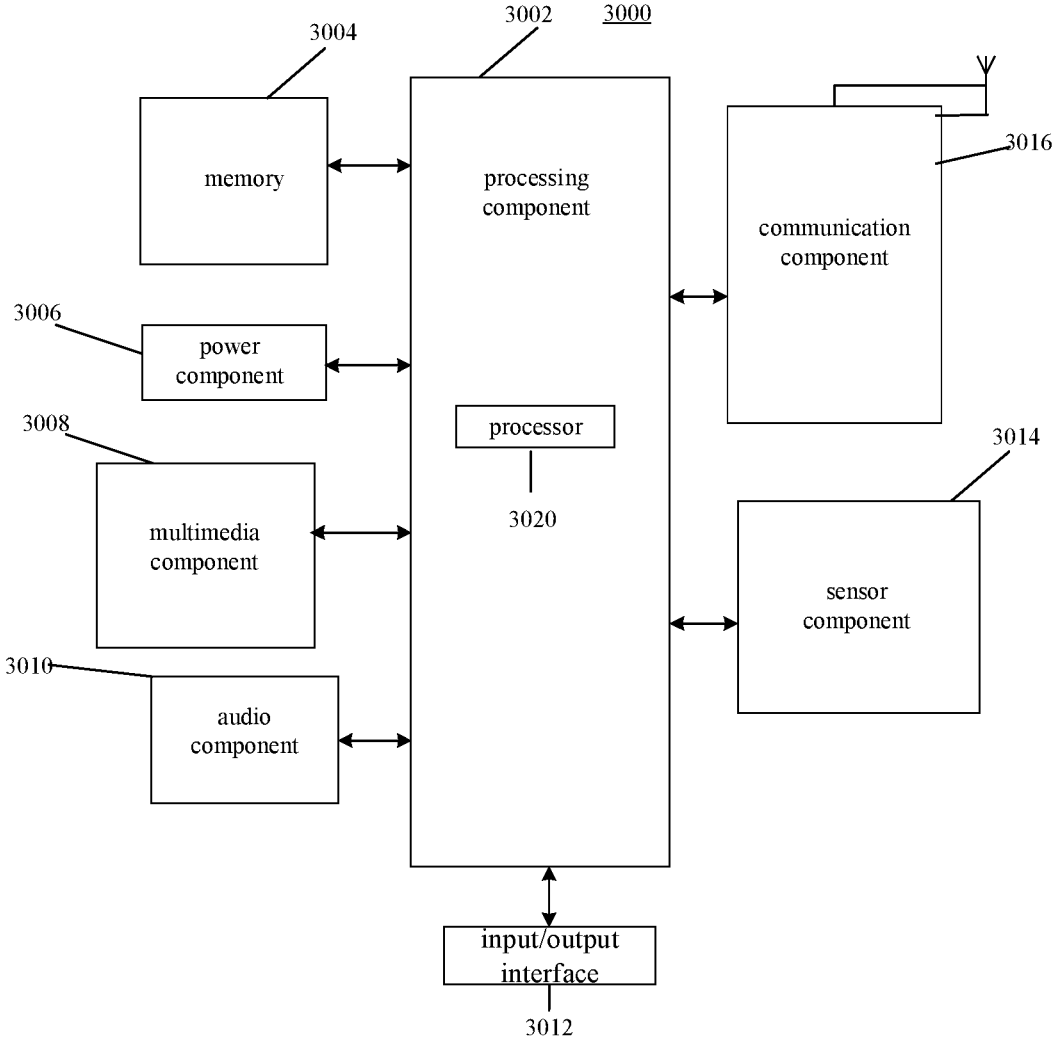 3002
3000
3004
memory
processing
component
3016
communication
component
3006
power
component
3008
processor
3020
3014
multimedia
component
sensor
component
3010
audio
component
input/output
interface
3012